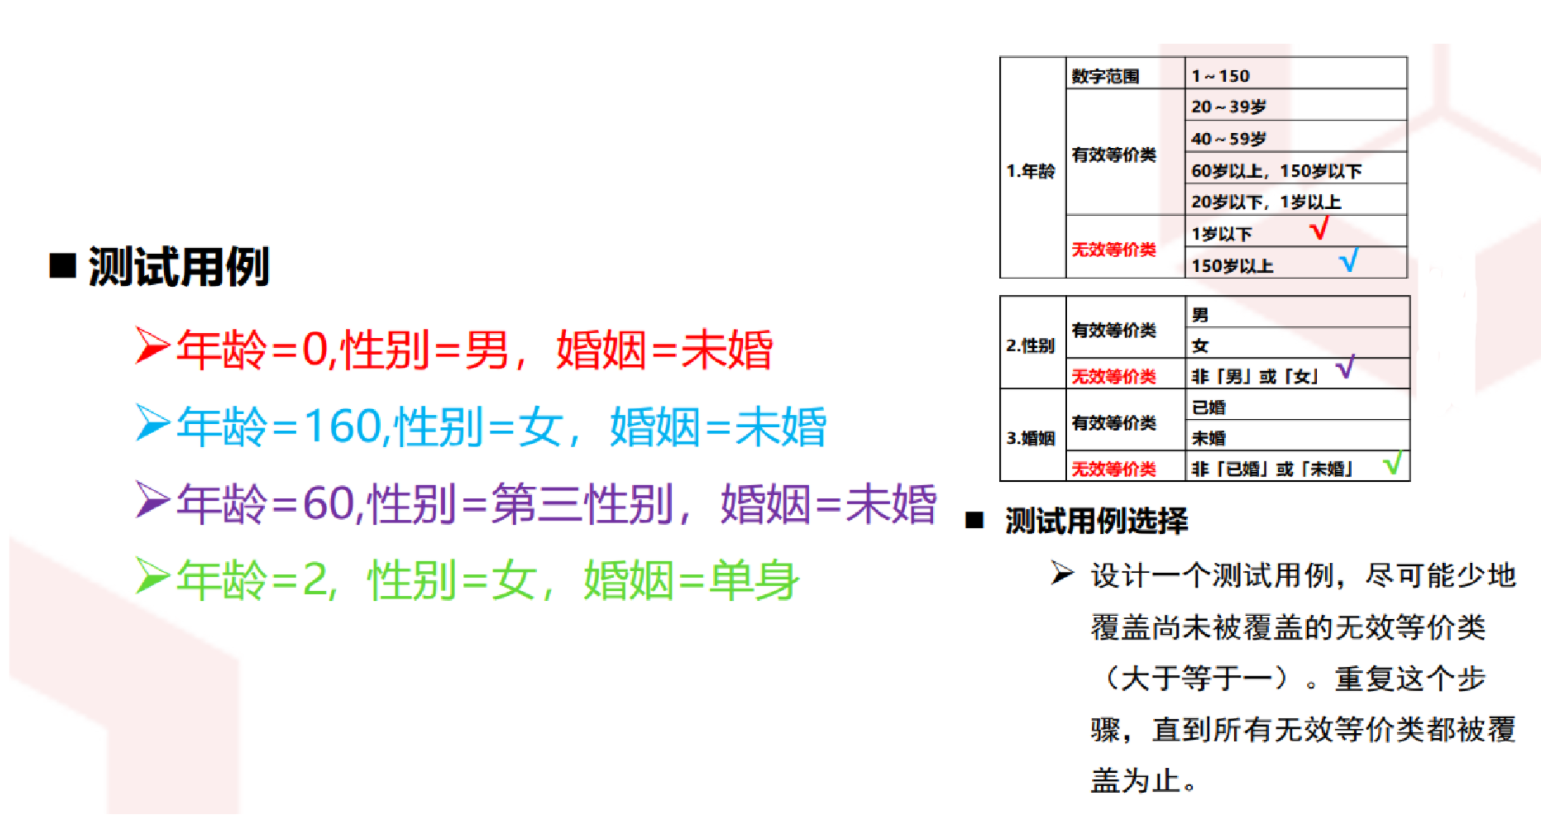 ■ 测试用例
➢年龄=0,性别=男，婚姻=未婚
➢年龄=160,性别=女，婚姻=未婚
➢年龄=60,性别=第三性别，婚姻=未婚
➢年龄=2，性别=女，婚姻=单身
1.年龄
数字范围
1～150
有效等价类
20～39岁
40～59岁
60岁以上，150岁以下
20岁以下，1岁以上
无效等价类
1岁以下 √
150岁以上 √
2.性别
有效等价类
男
女
无效等价类
非「男」或「女」 √
3.婚姻
有效等价类
已婚
未婚
无效等价类
非「已婚」或「未婚」 √
■ 测试用例选择
➢ 设计一个测试用例，尽可能少地
覆盖尚未被覆盖的无效等价类
（大于等于一）。重复这个步
骤，直到所有无效等价类都被覆
盖为止。